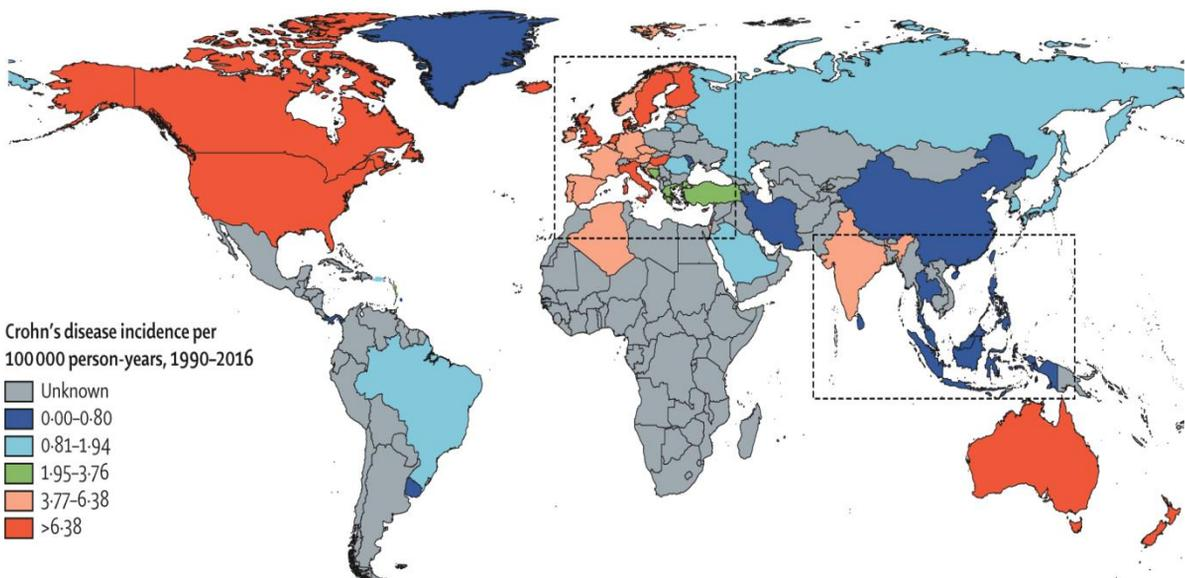 Crohn's disease incidence per
100 000 person-years, 1990–2016
Unknown
0·00–0·80
0·81–1·94
1·95–3·76
3·77–6·38
>6·38